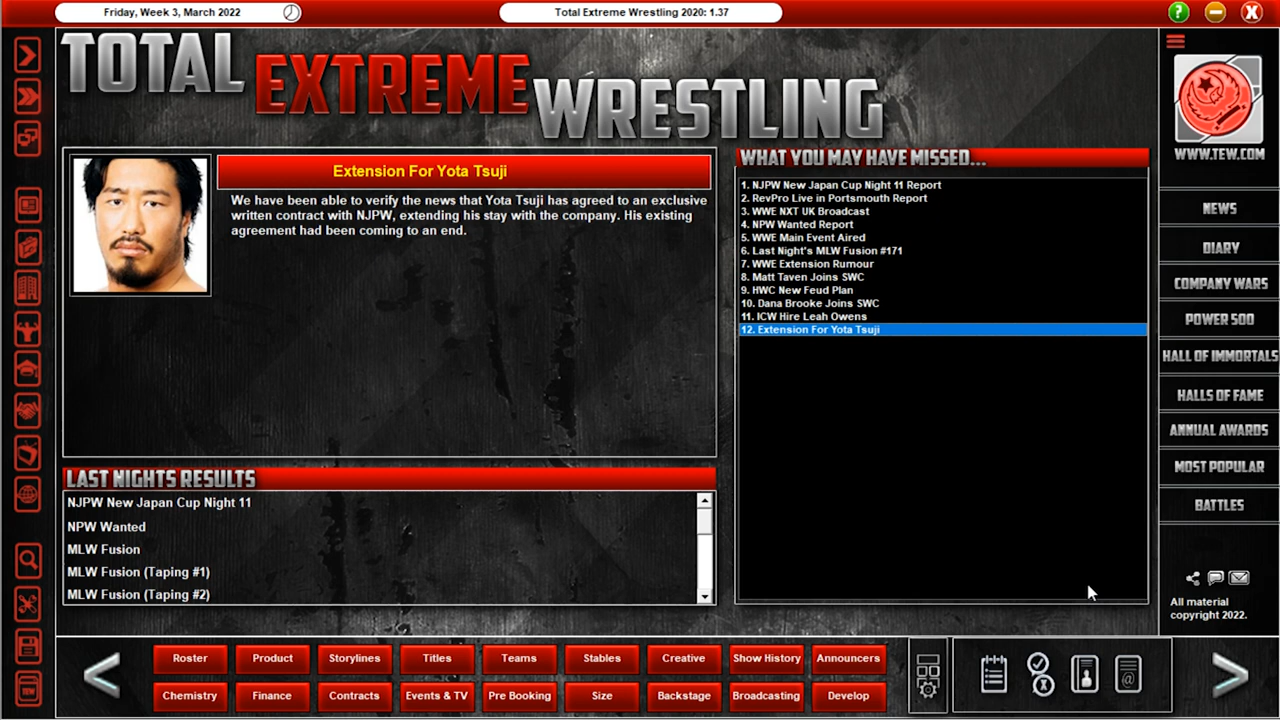 Friday, Week 3, March 2022
Total Extreme Wrestling 2020: 1.37
TOTAL EXTREME WRESTLING
Extension For Yota Tsuji
We have been able to verify the news that Yota Tsuji has agreed to an exclusive
written contract with NJPW, extending his stay with the company. His existing
agreement had been coming to an end.
WHAT YOU MAY HAVE MISSED...
1. NJPW New Japan Cup Night 11 Report
2. RevPro Live in Portsmouth Report
3. WWE NXT UK Broadcast
4. NPW Wanted Report
5. WWE Main Event Aired
6. Last Night's MLW Fusion #171
7. WWE Extension Rumour
8. Matt Taven Joins SWC
9. HWC New Feud Plan
10. Dana Brooke Joins SWC
11. ICW Hire Leah Owens
12. Extension For Yota Tsuji
LAST NIGHTS RESULTS
NJPW New Japan Cup Night 11
NPW Wanted
MLW Fusion
MLW Fusion (Taping #1)
MLW Fusion (Taping #2)
WWW.TEW.COM
NEWS
DIARY
COMPANY WARS
POWER 500
HALL OF IMMORTALS
HALLS OF FAME
ANNUAL AWARDS
MOST POPULAR
BATTLES
All material
copyright 2022.
Roster Product Storylines Titles Teams Stables Creative Show History Announcers
Chemistry Finance Contracts Events & TV Pre Booking Size Backstage Broadcasting Develop
TEW